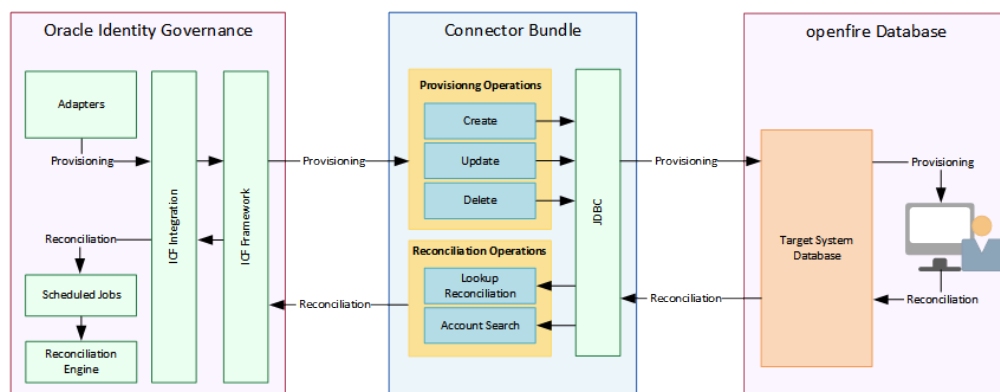 Oracle Identity Governance
Adapters
Provisioning
ICF Integration
ICF Framework
Reconciliation
Scheduled Jobs
Reconciliation
Engine
Provisioning
Reconciliation
Connector Bundle
Provisionng Operations
Create
Update
Delete
Reconciliation Operations
Lookup
Reconciliation
Account Search
JDBC
Provisioning
Reconciliation
openfire Database
Target System
Database
Provisioning
Reconciliation